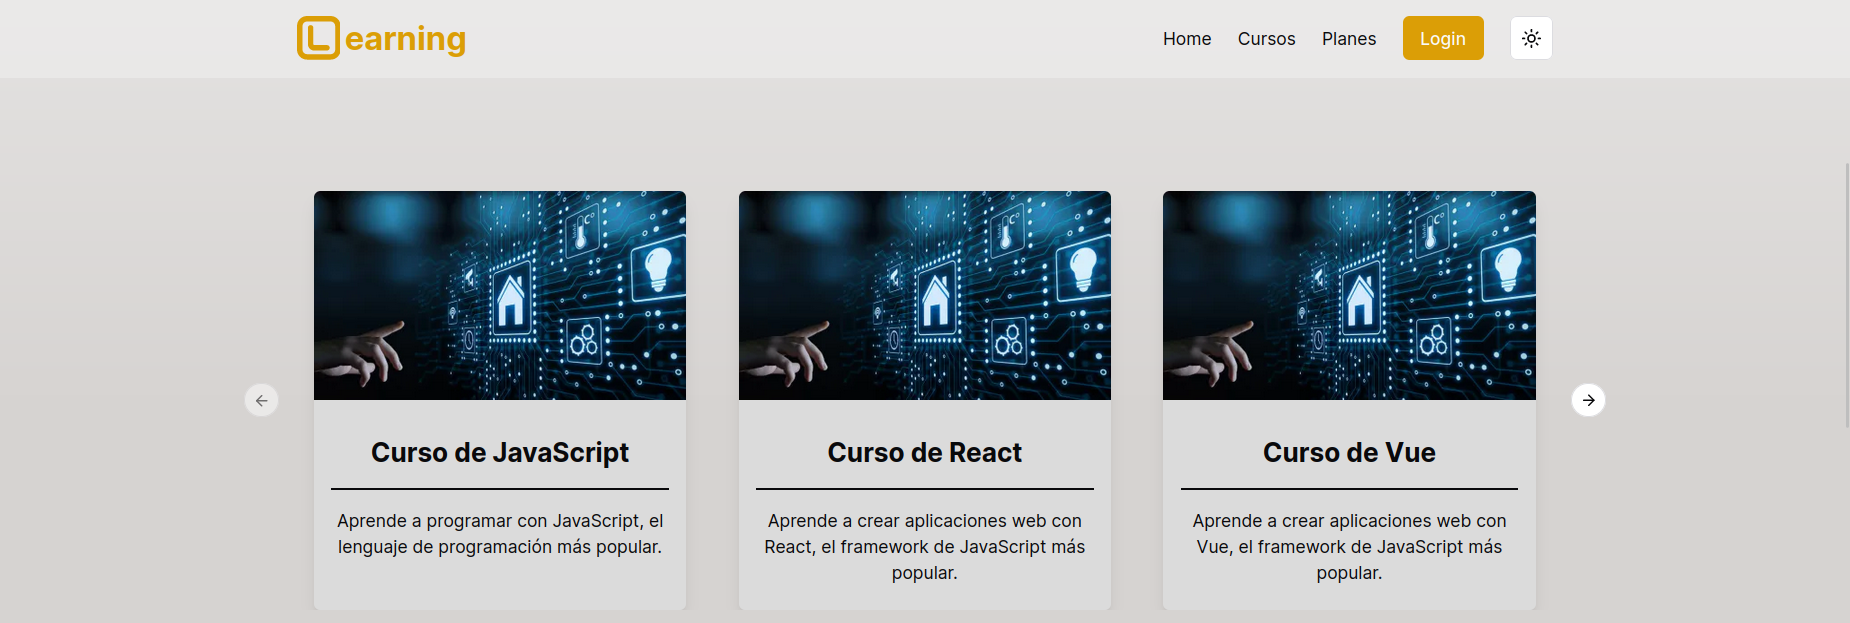 Learning
Home Cursos Planes Login
C°
C°
C°
Curso de JavaScript
Aprende a programar con JavaScript, el
lenguaje de programación más popular.
Curso de React
Aprende a crear aplicaciones web con
React, el framework de JavaScript más
popular.
Curso de Vue
Aprende a crear aplicaciones web con
Vue, el framework de JavaScript más
popular.